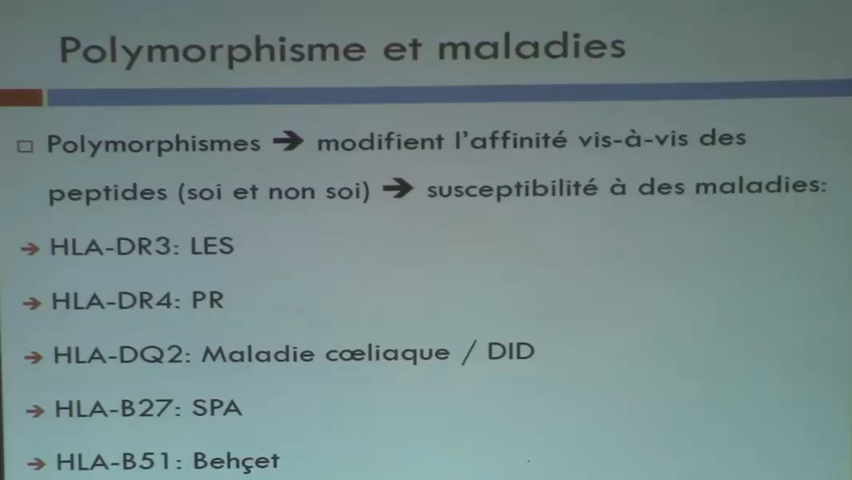 Polymorphisme et maladies
Polymorphismes ➔ modifient l'affinité vis-à-vis des
peptides (soi et non soi) ➔ susceptibilité à des maladies:
➔ HLA-DR3: LES
➔ HLA-DR4: PR
➔ HLA-DQ2: Maladie cœliaque / DID
➔ HLA-B27: SPA
➔ HLA-B51: Behçet